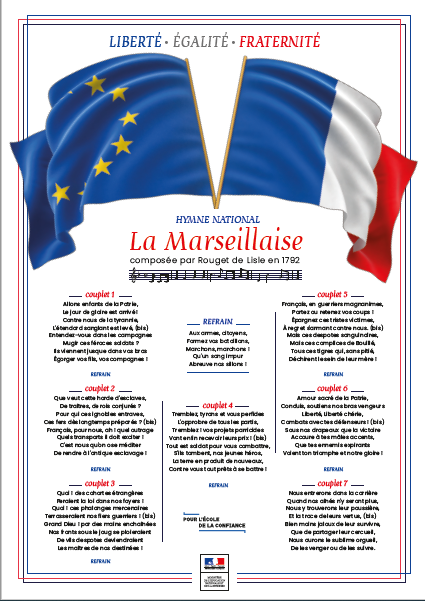 LIBERTÉ • ÉGALITÉ • FRATERNITÉ
HYMNE NATIONAL
La Marseillaise
composée par Rouget de Lisle en 1792
couplet 1
Allons enfants de la Patrie,
Le jour de gloire est arrivé !
Contre nous de la tyrannie,
L'étendard sanglant est levé, (bis)
Entendez-vous dans les campagnes
Mugir ces féroces soldats ?
Ils viennent jusque dans vos bras
Égorger vos fils, vos compagnes !
REFRAIN
couplet 2
Que veut cette horde d'esclaves,
De traîtres, de rois conjurés ?
Pour qui ces ignobles entraves,
Ces fers dès longtemps préparés ? (bis)
Français, pour nous, ah ! quel outrage
Quels transports il doit exciter !
C'est nous qu'on ose méditer
De rendre à l'antique esclavage !
REFRAIN
couplet 3
Quoi ! des cohortes étrangères
Feraient la loi dans nos foyers !
Quoi ! ces phalanges mercenaires
Terrasseraient nos fiers guerriers ! (bis)
Grand Dieu ! par des mains enchaînées
Nos fronts sous le joug se ploieraient
De vils despotes deviendraient
Les maîtres de nos destinées !
REFRAIN
REFRAIN
Aux armes, citoyens,
Formez vos bataillons,
Marchons, marchons !
Qu'un sang impur
Abreuve nos sillons !
couplet 4
Tremblez, tyrans et vous perfides
L'opprobre de tous les partis,
Tremblez ! vos projets parricides
Vont enfin recevoir leurs prix ! (bis)
Tout est soldat pour vous combattre,
S'ils tombent, nos jeunes héros,
La terre en produit de nouveaux,
Contre vous tout prêts à se battre !
REFRAIN
POUR L'ÉCOLE
DE LA CONFIANCE
couplet 5
Français, en guerriers magnanimes,
Portez ou retenez vos coups !
Épargnez ces tristes victimes,
À regret s'armant contre nous. (bis)
Mais ces despotes sanguinaires,
Mais ces complices de Bouillé,
Tous ces tigres qui, sans pitié,
Déchirent le sein de leur mère !
REFRAIN
couplet 6
Amour sacré de la Patrie,
Conduis, soutiens nos bras vengeurs
Liberté, Liberté chérie,
Combats avec tes défenseurs ! (bis)
Sous nos drapeaux que la victoire
Accoure à tes mâles accents,
Que tes ennemis expirants
Voient ton triomphe et notre gloire !
REFRAIN
couplet 7
Nous entrerons dans la carrière
Quand nos aînés n'y seront plus,
Nous y trouverons leur poussière,
Et la trace de leurs vertus, (bis)
Bien moins jaloux de leur survivre,
Que de partager leur cercueil,
Nous aurons le sublime orgueil,
De les venger ou de les suivre.